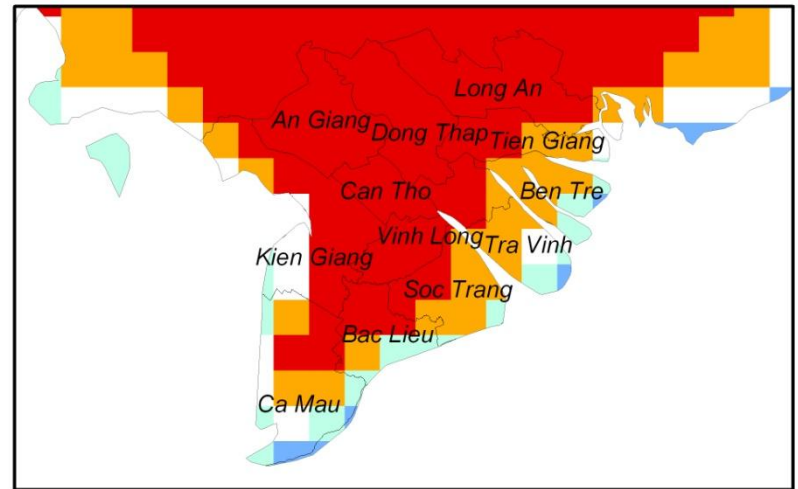 Long An
An Giang
Dong Thap
Tien Giang
Can Tho
Ben Tre
Vinh Long
Tra Vinh
Kien Giang
Soc Trang
Bac Lieu
Ca Mau